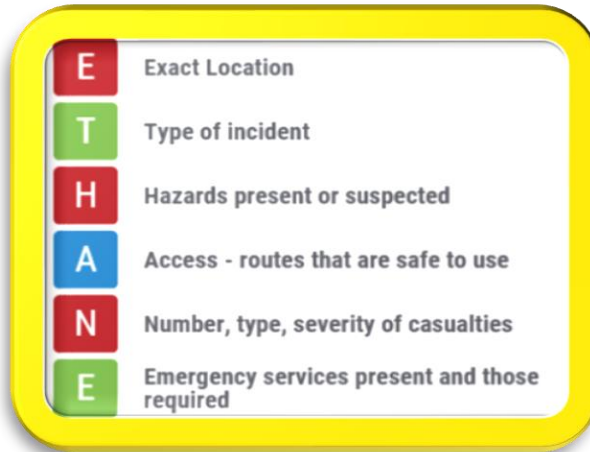 E Exact Location
T Type of incident
H Hazards present or suspected
A Access - routes that are safe to use
N Number, type, severity of casualties
E Emergency services present and those
required